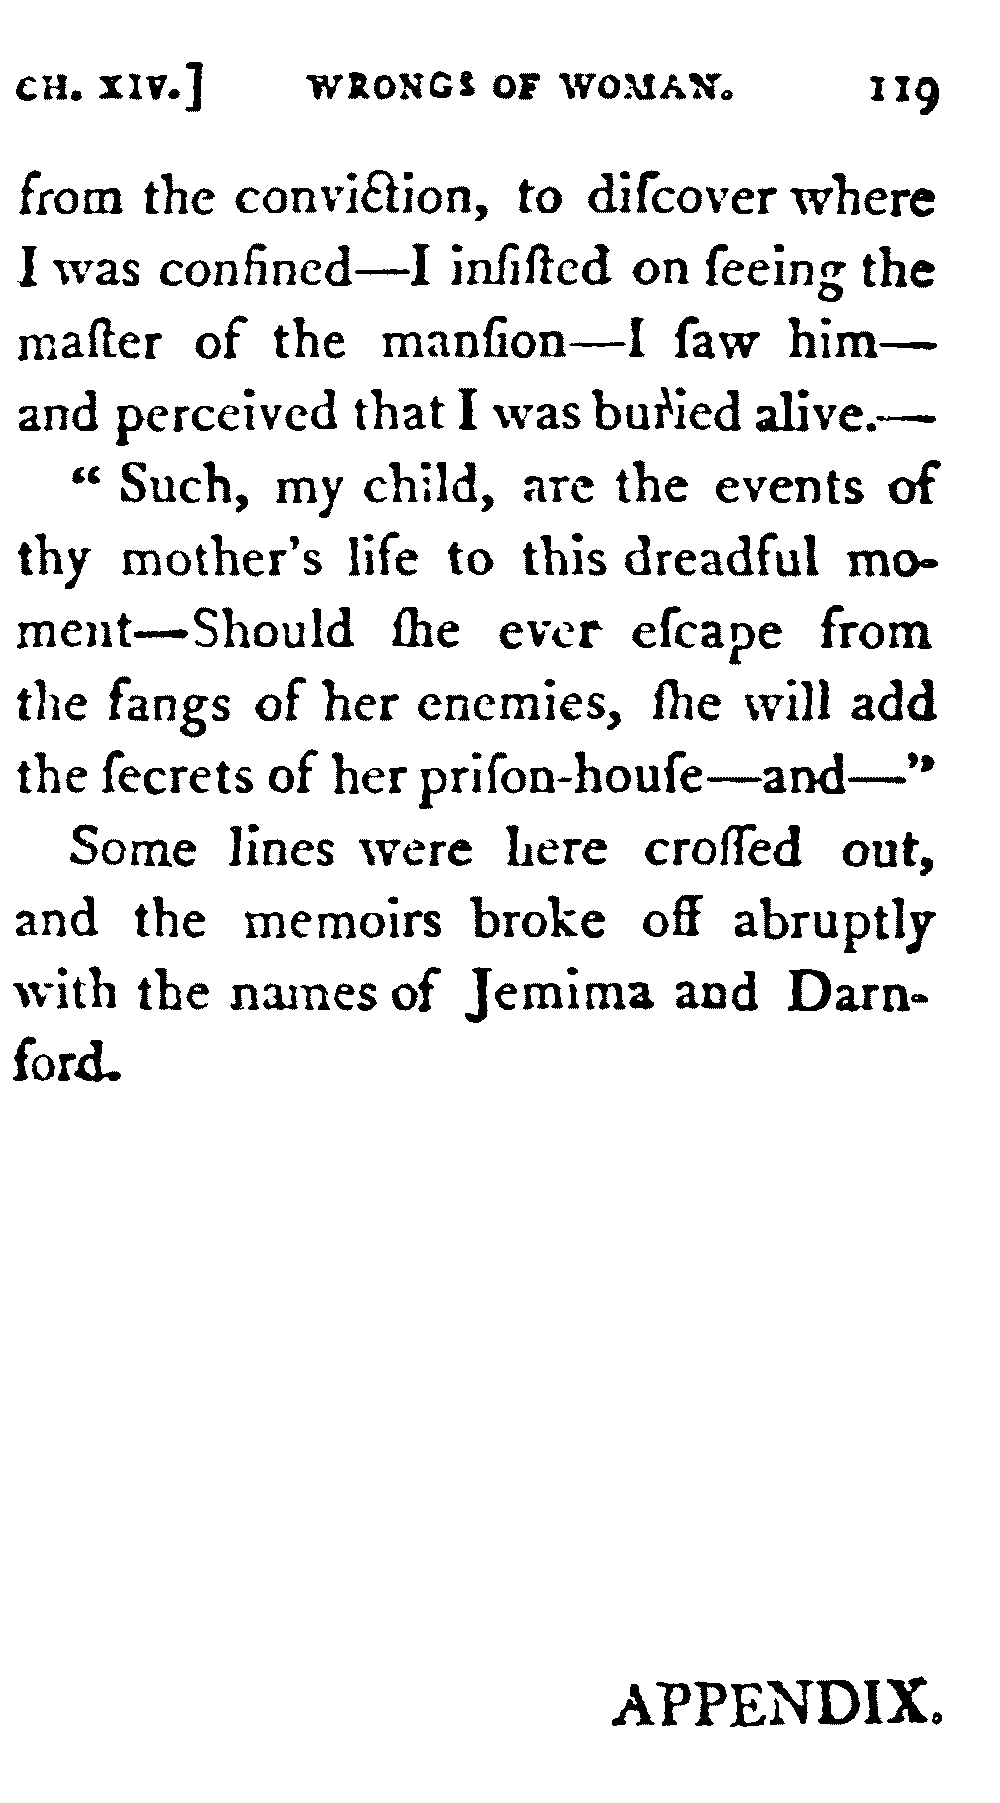 CH. XIV.] WRONGS OF WOMAN. 119
from the conviction, to diſcover where
I was confined—I inſiſted on ſeeing the
maſter of the manſion—I ſaw him—
and perceived that I was buried alive.—
“ Such, my child, are the events of
thy mother’s life to this dreadful mo-
ment—Should ſhe ever eſcape from
the fangs of her enemies, ſhe will add
the ſecrets of her priſon-houſe—and—”
Some lines were here croſſed out,
and the memoirs broke off abruptly
with the names of Jemima and Darn-
ford.
APPENDIX.